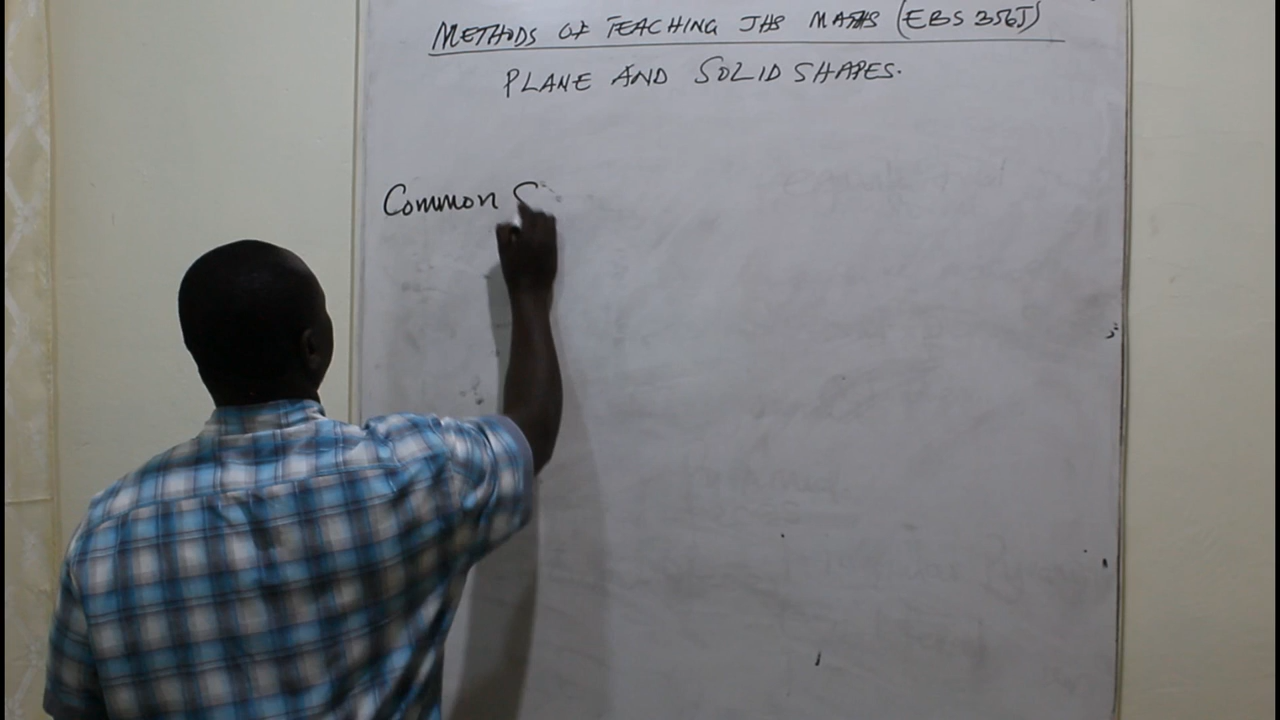 METHODS OF TEACHING JHS MATHS (EBS 356J)
PLANE AND SOLID SHAPES.
Common S